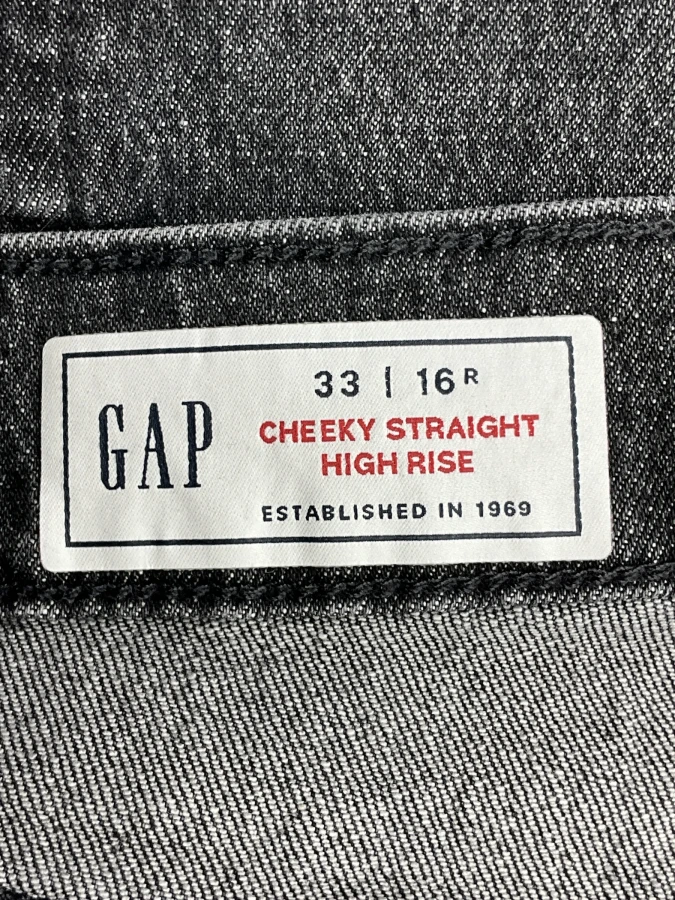 GAP
33 | 16R
CHEEKY STRAIGHT
HIGH RISE
ESTABLISHED IN 1969